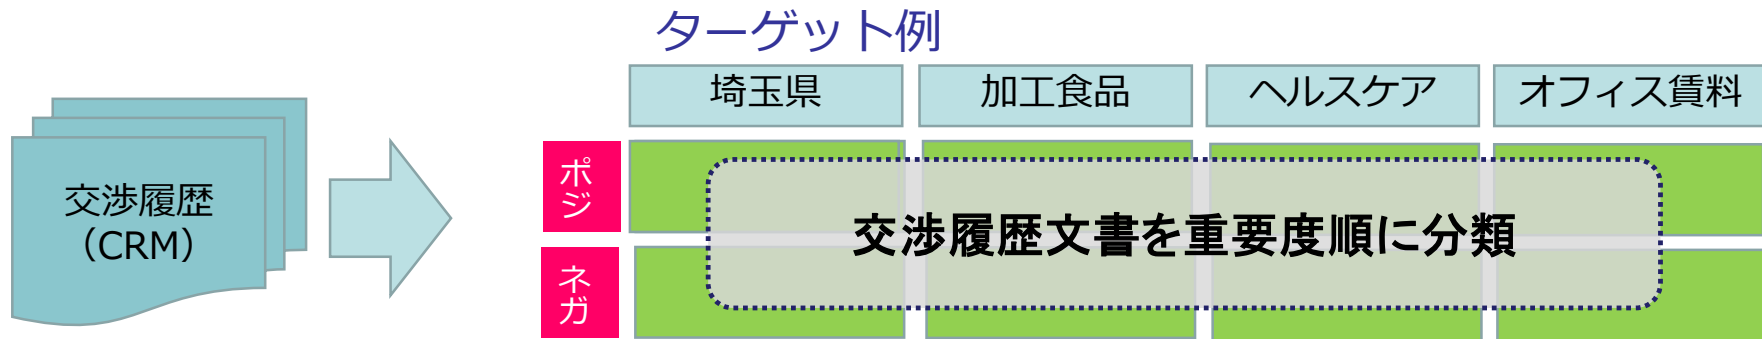 ターゲット例
埼玉県
加工食品
ヘルスケア
オフィス賃料
交渉履歴
（CRM）
ポジ
ネガ
交渉履歴文書を重要度順に分類